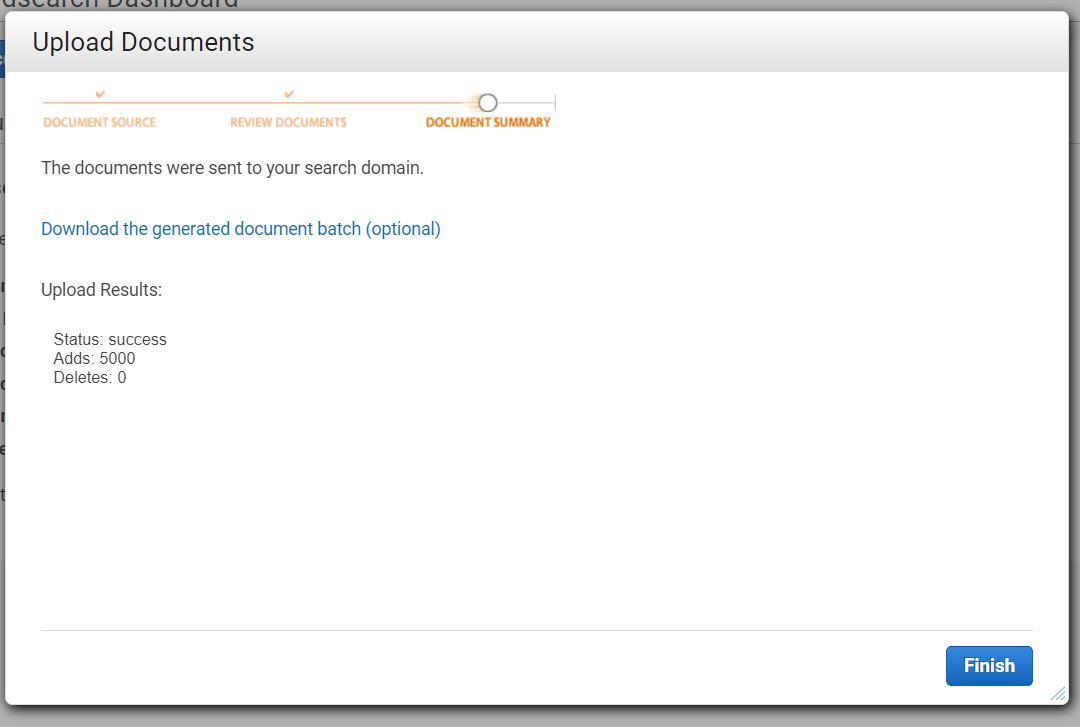 dsearch Dashboard
Upload Documents
DOCUMENT SOURCE
REVIEW DOCUMENTS
DOCUMENT SUMMARY
The documents were sent to your search domain.
Download the generated document batch (optional)
Upload Results:
Status: success
Adds: 5000
Deletes: 0
Finish